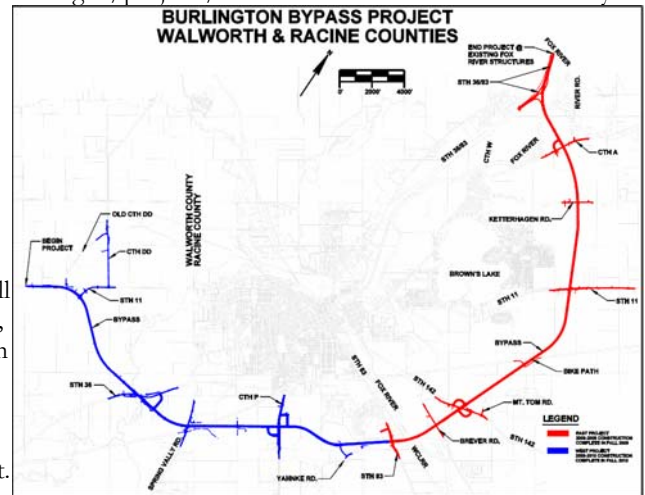 BURLINGTON BYPASS PROJECT
WALWORTH & RACINE COUNTIES
END PROJECT @
EXISTING FOX
RIVER STRUCTURES
FOX RIVER
STH 36/83
RIVER RD.
0'
2000'
4000'
STH 36/83
CTH W
FOX RIVER
CTH A
KETTERHAGEN RD.
WALWORTH COUNTY
RACINE COUNTY
OLD CTH DD
BEGIN
PROJECT
CTH DD
STH 11
BYPASS
BROWN'S LAKE
STH 11
STH 11
BYPASS
BIKE PATH
STH 36
CTH P
STH 83
FOX RIVER
STH 142
MT. TOM RD.
SPRING VALLY RD.
YAHNKE RD.
STH 83
WCLRR
BREVER RD.
STH 142
LEGEND
EAST PROJECT
WEST PROJECT
t.